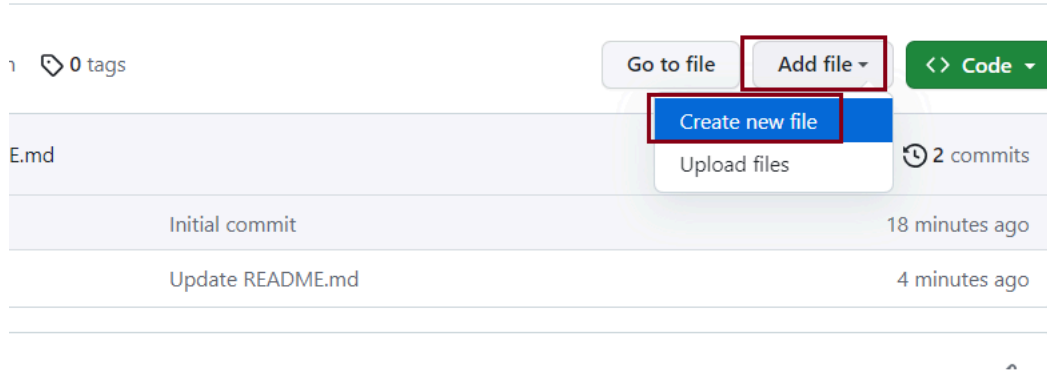 0 tags
Go to file
Add file
Code
Create new file
Upload files
E.md
2 commits
Initial commit
18 minutes ago
Update README.md
4 minutes ago